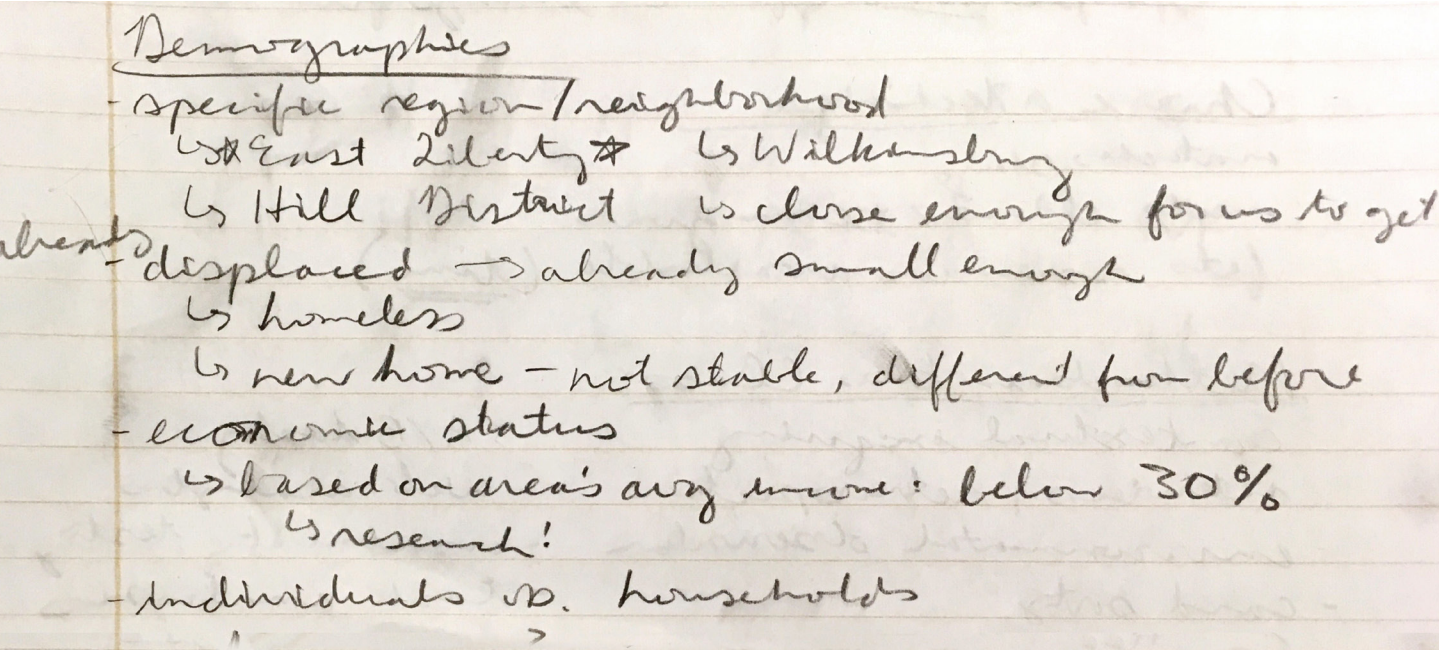 Demographics
- specific region/neighborhood
↳ ☆East Liberty☆ ↳ Wilkinsburg
↳ Hill District ↳ close enough for us to get
already
- displaced → already small enough
↳ homeless
↳ new home - not stable, different from before
- economic status
↳ based on area's avg income: below 30%
↳ research!
- individuals vs. households